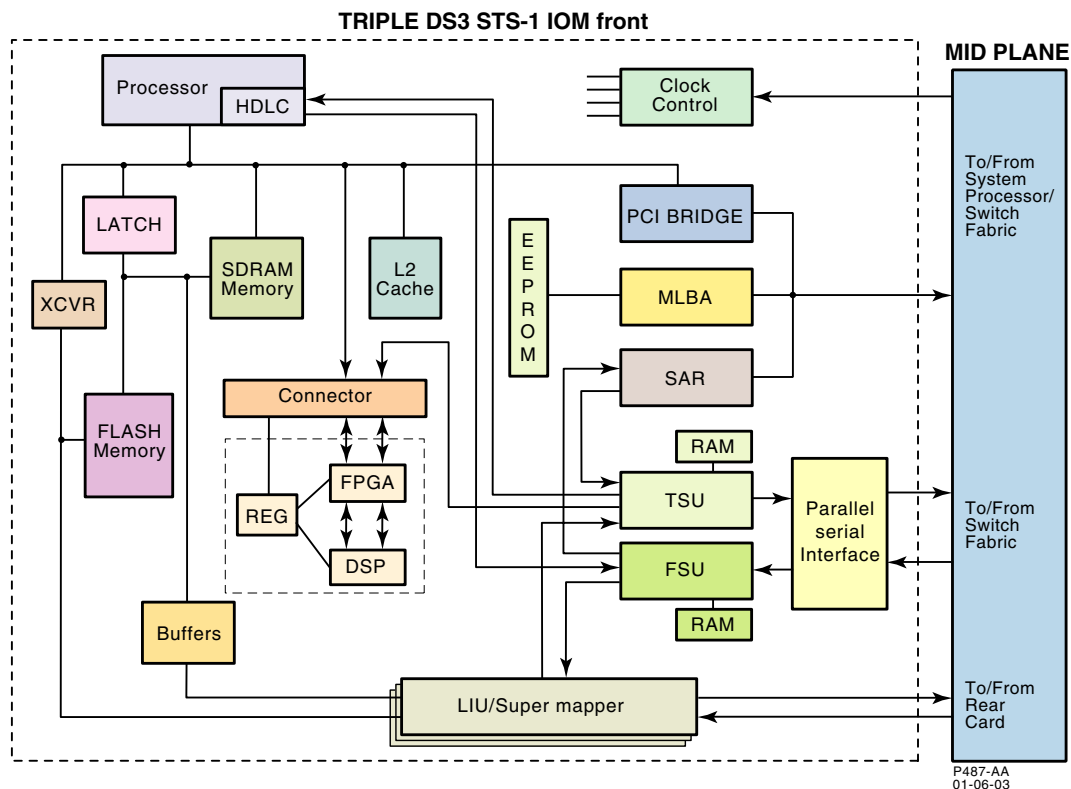 TRIPLE DS3 STS-1 IOM front
MID PLANE
Processor
HDLC
Clock
Control
To/From
System
Processor/
Switch
Fabric
LATCH
PCI BRIDGE
E
E
P
R
O
M
SDRAM
Memory
L2
Cache
XCVR
MLBA
SAR
Connector
FLASH
Memory
RAM
FPGA
TSU
REG
Parallel
serial
Interface
To/From
Switch
Fabric
DSP
FSU
RAM
Buffers
LIU/Super mapper
To/From
Rear
Card
P487-AA
01-06-03